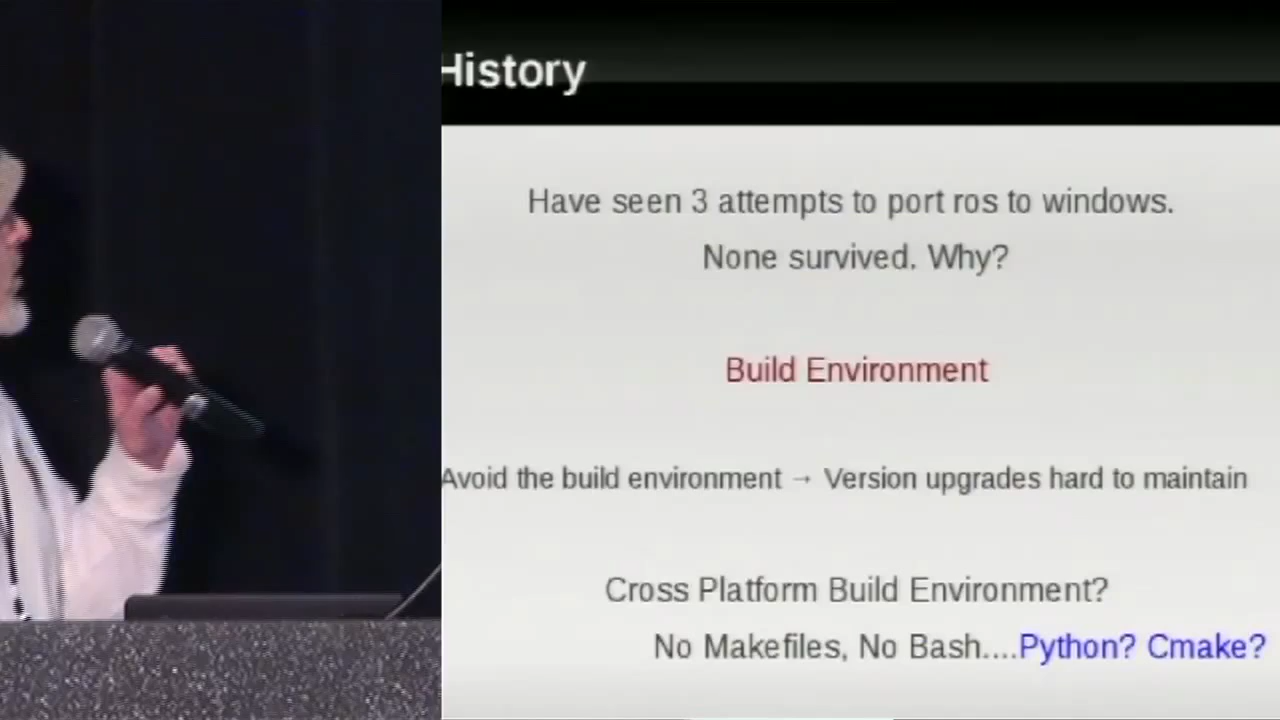 History
Have seen 3 attempts to port ros to windows.
None survived. Why?
Build Environment
Avoid the build environment → Version upgrades hard to maintain
Cross Platform Build Environment?
No Makefiles, No Bash....Python? Cmake?